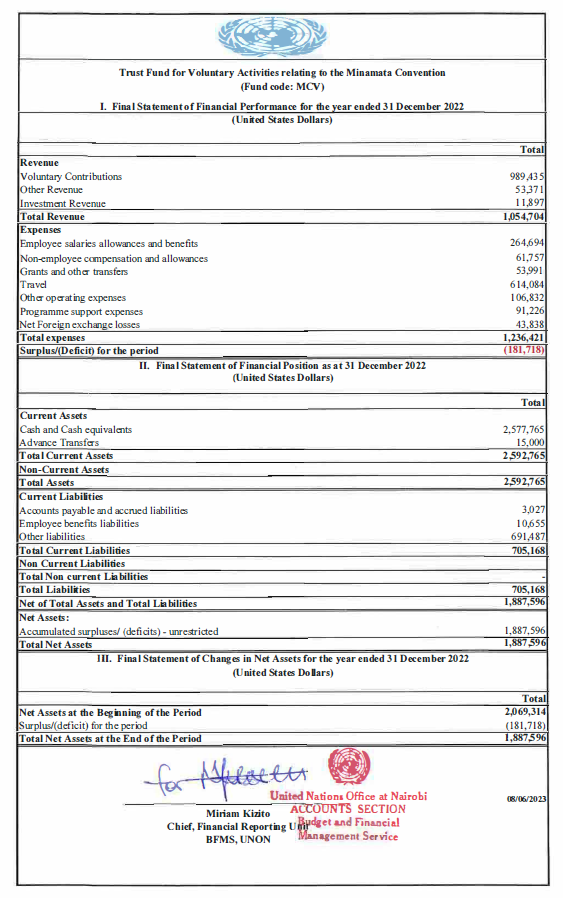 Trust Fund for Voluntary Activities relating to the Minamata Convention
(Fund code: MCV)
I. Final Statement of Financial Performance for the year ended 31 December 2022
(United States Dollars)
Total
Revenue
Voluntary Contributions 989,435
Other Revenue 53,371
Investment Revenue 11,897
Total Revenue 1,054,704
Expenses
Employee salaries allowances and benefits 264,694
Non-employee compensation and allowances 61,757
Grants and other transfers 53,991
Travel 614,084
Other operating expenses 106,832
Programme support expenses 91,226
Net Foreign exchange losses 43,838
Total expenses 1,236,421
Surplus/(Deficit) for the period (181,718)
II. Final Statement of Financial Position as at 31 December 2022
(United States Dollars)
Total
Current Assets
Cash and Cash equivalents 2,577,765
Advance Transfers 15,000
Total Current Assets 2,592,765
Non-Current Assets
Total Assets 2,592,765
Current Liabilities
Accounts payable and accrued liabilities 3,027
Employee benefits liabilities 10,655
Other liabilities 691,487
Total Current Liabilities 705,168
Non Current Liabilities
Total Non current Liabilities -
Total Liabilities 705,168
Net of Total Assets and Total Liabilities 1,887,596
Net Assets:
Accumulated surpluses/ (deficits) - unrestricted 1,887,596
Total Net Assets 1,887,596
III. Final Statement of Changes in Net Assets for the year ended 31 December 2022
(United States Dollars)
Total
Net Assets at the Beginning of the Period 2,069,314
Surplus/(deficit) for the period (181,718)
Total Net Assets at the End of the Period 1,887,596
for
United Nations Office at Nairobi
ACCOUNTS SECTION
Budget and Financial
Management Service
08/06/2023
Miriam Kizito
Chief, Financial Reporting Unit
BFMS, UNON